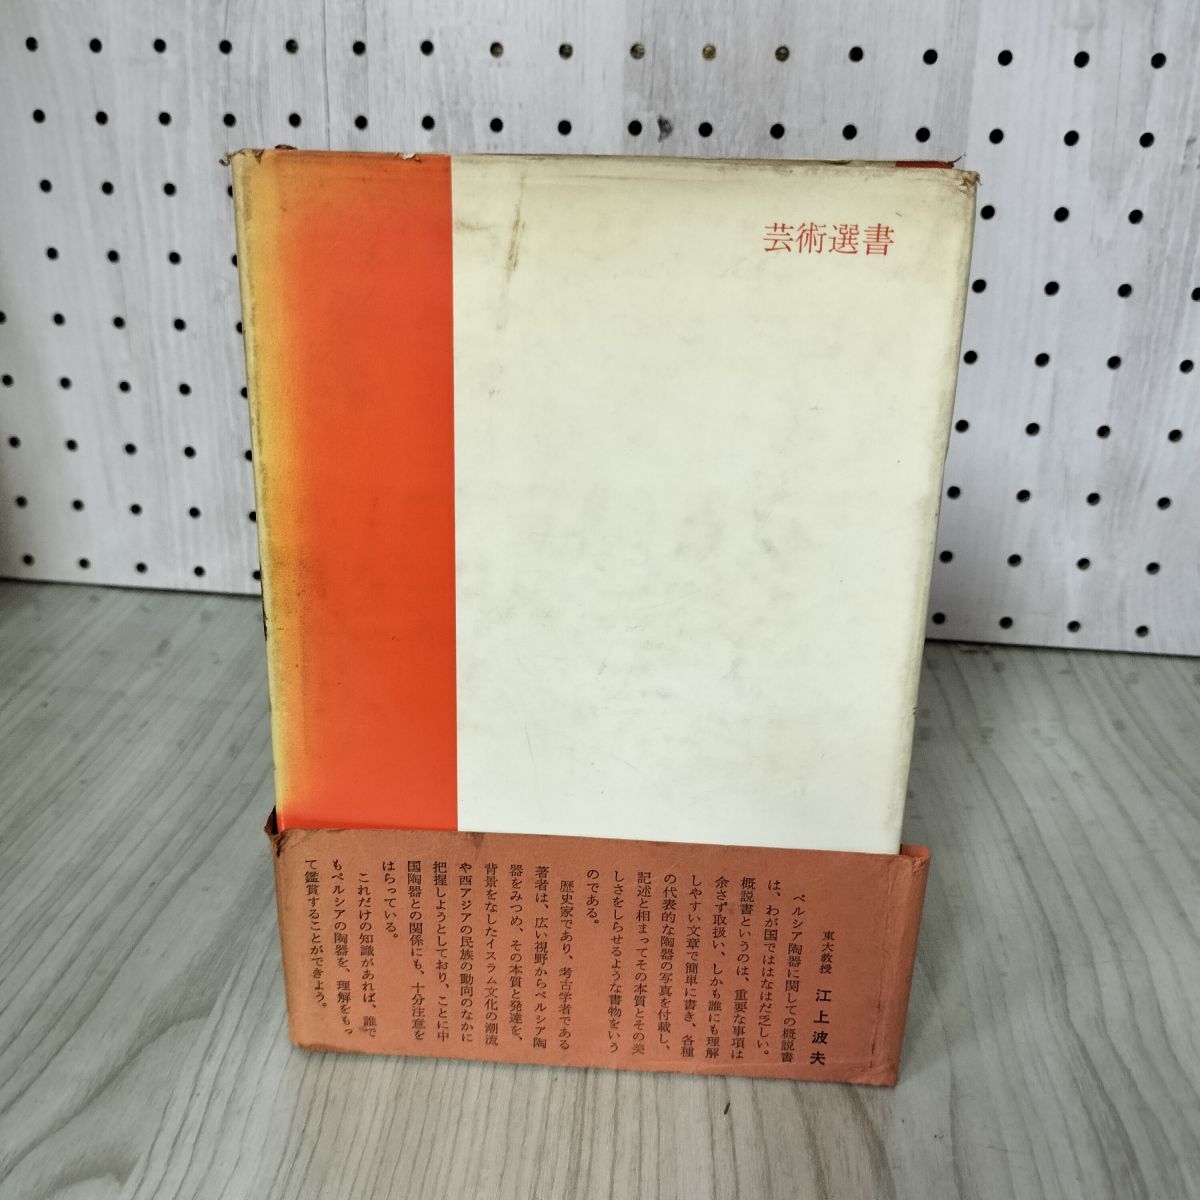 芸術選書
東大教授 江上波夫
ペルシア陶器に関しての概説書
は、わが国でははなはだ乏しい。
概説書というのは、重要な事項は
余さず取扱い、しかも誰にも理解
しやすい文章で簡単に書き、各種
の代表的な陶器の写真を付載し、
記述と相まってその本質とその美
しさをしらせるような書物をいう
のである。
歴史家であり、考古学者である
著者は、広い視野からペルシア陶
器をみつめ、その本質と発達を、
背景をなしたイスラム文化の潮流
や西アジアの民族の動向のなかに
把握しようとしており、ことに中
国陶器との関係にも、十分注意を
はらっている。
これだけの知識があれば、誰で
もペルシアの陶器を、理解をもっ
て鑑賞することができよう。